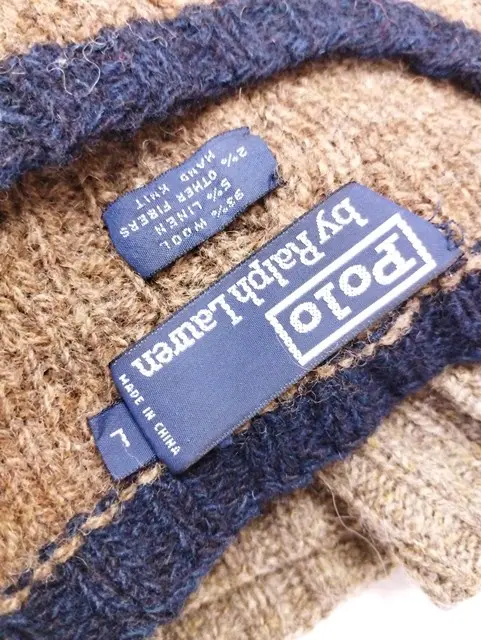 Polo
by Ralph Lauren
MADE IN CHINA
L
93% WOOL
5% LINEN
2% OTHER FIBERS
HAND KNIT